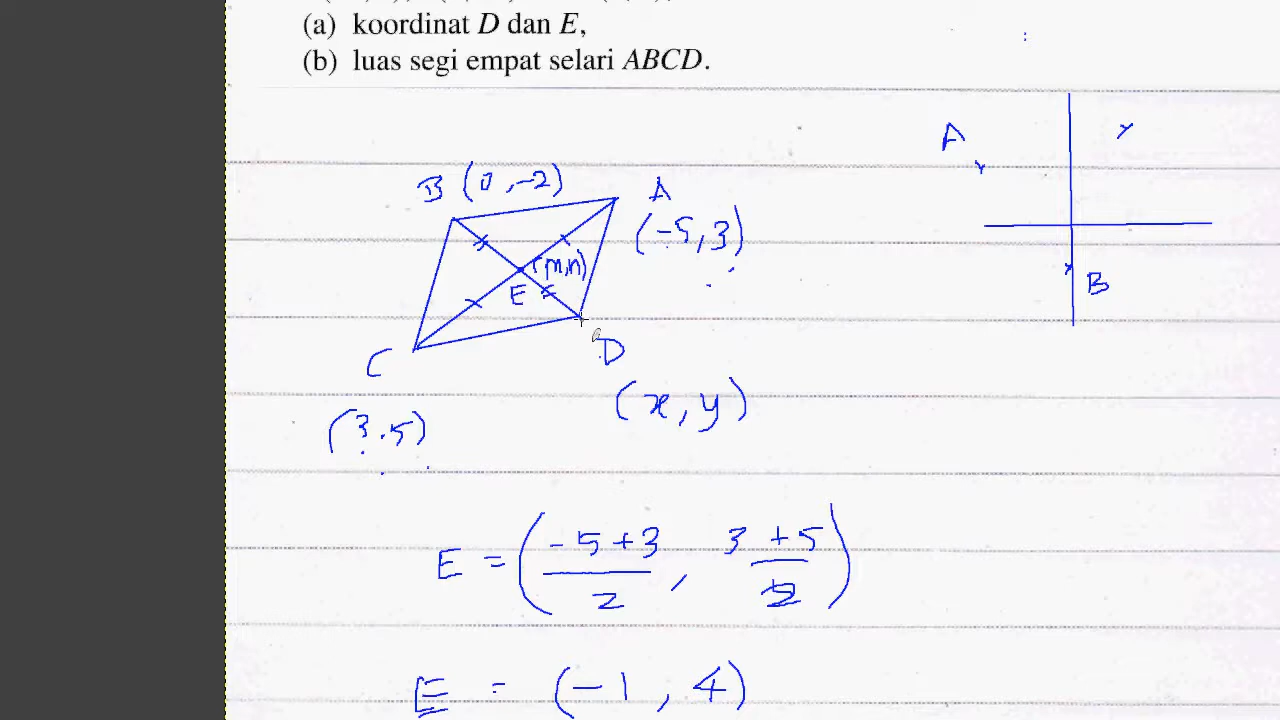 (a) koordinat D dan E,
(b) luas segi empat selari ABCD.
A
y
B (0, -2)
A
(-5, 3)
(m, n)
E
B
C
D
(x, y)
(3, 5)
E = (-5+3/2, 3+5/2)
E = (-1, 4)